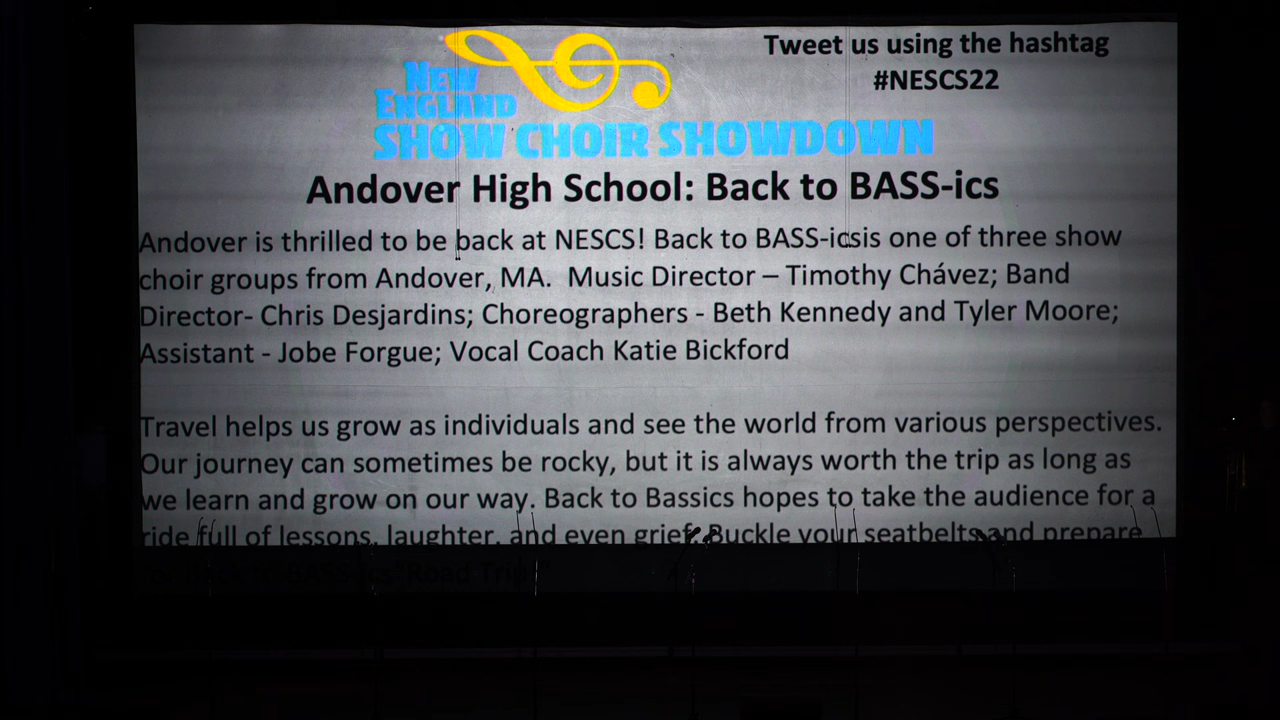 Tweet us using the hashtag
#NESCS22
NEW
ENGLAND
SHOW CHOIR SHOWDOWN
Andover High School: Back to BASS-ics
Andover is thrilled to be back at NESCS! Back to BASS-icsis one of three show
choir groups from Andover, MA.  Music Director – Timothy Chávez; Band
Director- Chris Desjardins; Choreographers - Beth Kennedy and Tyler Moore;
Assistant - Jobe Forgue; Vocal Coach Katie Bickford
Travel helps us grow as individuals and see the world from various perspectives.
Our journey can sometimes be rocky, but it is always worth the trip as long as
we learn and grow on our way. Back to Bassics hopes to take the audience for a
ride full of lessons, laughter, and even grief. Buckle your seatbelts and prepare
Back to BASS-ics "Road Trip